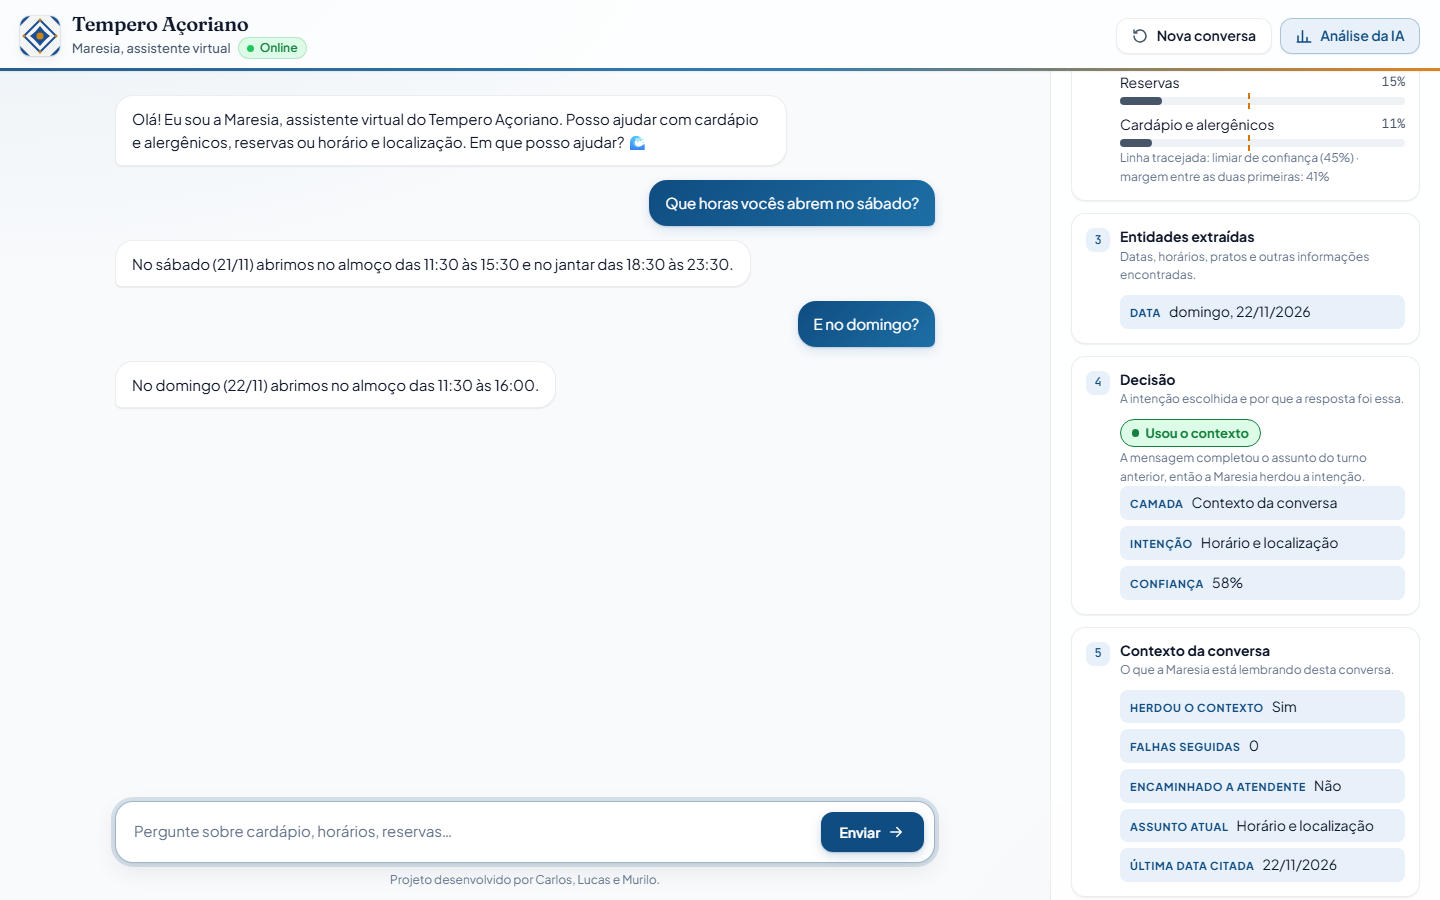 Tempero Açoriano
Maresia, assistente virtual
Online
Nova conversa
Análise da IA
Olá! Eu sou a Maresia, assistente virtual do Tempero Açoriano. Posso ajudar com cardápio
e alergênicos, reservas ou horário e localização. Em que posso ajudar? 🌊
Que horas vocês abrem no sábado?
No sábado (21/11) abrimos no almoço das 11:30 às 15:30 e no jantar das 18:30 às 23:30.
E no domingo?
No domingo (22/11) abrimos no almoço das 11:30 às 16:00.
Pergunte sobre cardápio, horários, reservas...
Enviar →
Projeto desenvolvido por Carlos, Lucas e Murilo.
Reservas 15%
Cardápio e alergênicos 11%
Linha tracejada: limiar de confiança (45%) ·
margem entre as duas primeiras: 41%
3 Entidades extraídas
Datas, horários, pratos e outras informações
encontradas.
DATA domingo, 22/11/2026
4 Decisão
A intenção escolhida e por que a resposta foi essa.
Usou o contexto
A mensagem completou o assunto do turno
anterior, então a Maresia herdou a intenção.
CAMADA Contexto da conversa
INTENÇÃO Horário e localização
CONFIANÇA 58%
5 Contexto da conversa
O que a Maresia está lembrando desta conversa.
HERDOU O CONTEXTO Sim
FALHAS SEGUIDAS 0
ENCAMINHADO A ATENDENTE Não
ASSUNTO ATUAL Horário e localização
ÚLTIMA DATA CITADA 22/11/2026